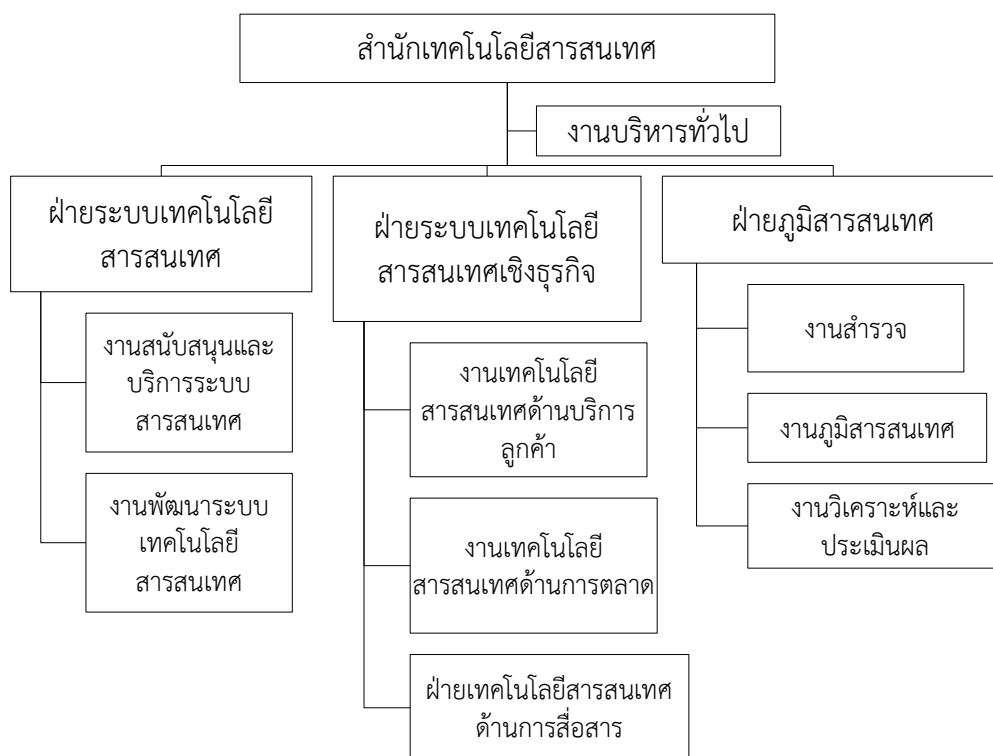 สำนักเทคโนโลยีสารสนเทศ
งานบริหารทั่วไป
ฝ่ายระบบเทคโนโลยี
สารสนเทศ
งานสนับสนุนและ
บริการระบบ
สารสนเทศ
งานพัฒนาระบบ
เทคโนโลยี
สารสนเทศ
ฝ่ายระบบเทคโนโลยี
สารสนเทศเชิงธุรกิจ
งานเทคโนโลยี
สารสนเทศด้านบริการ
ลูกค้า
งานเทคโนโลยี
สารสนเทศด้านการตลาด
ฝ่ายเทคโนโลยีสารสนเทศ
ด้านการสื่อสาร
ฝ่ายภูมิสารสนเทศ
งานสำรวจ
งานภูมิสารสนเทศ
งานวิเคราะห์และ
ประเมินผล